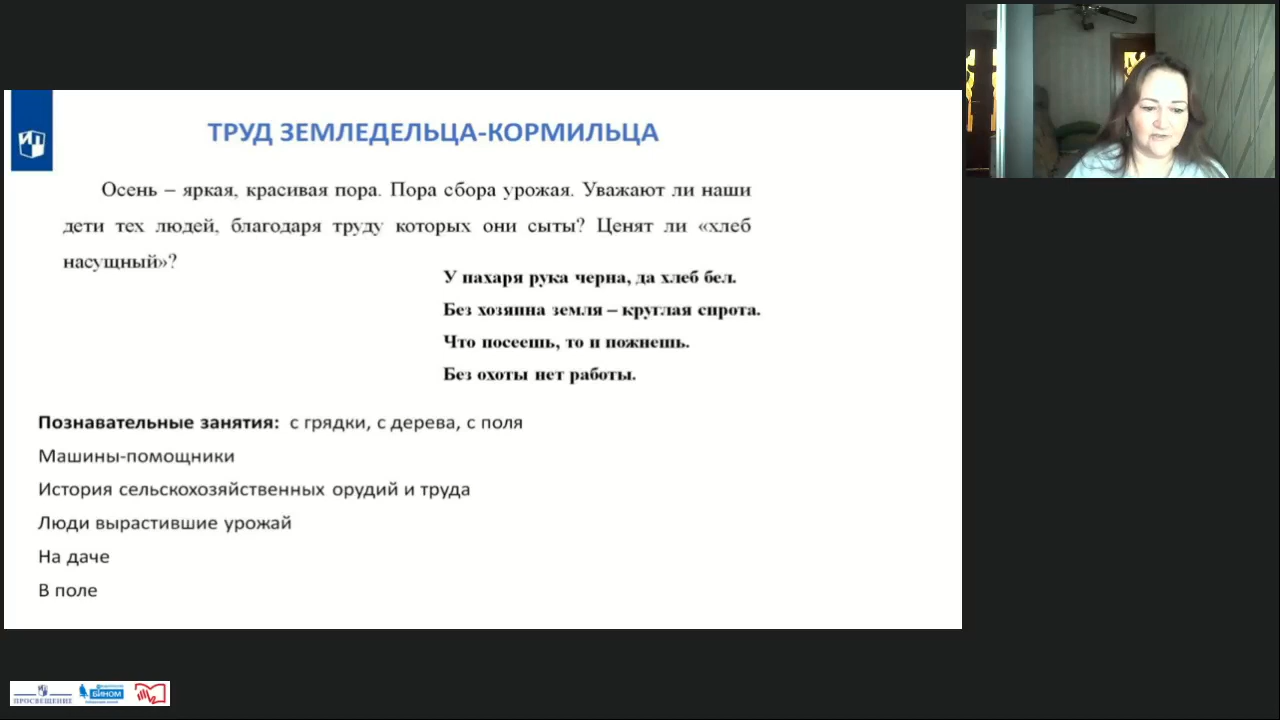 ТРУД ЗЕМЛЕДЕЛЬЦА-КОРМИЛЬЦА
Осень – яркая, красивая пора. Пора сбора урожая. Уважают ли наши
дети тех людей, благодаря труду которых они сыты? Ценят ли «хлеб
насущный»?
У пахаря рука черна, да хлеб бел.
Без хозяина земля – круглая сирота.
Что посеешь, то и пожнешь.
Без охоты нет работы.
Познавательные занятия: с грядки, с дерева, с поля
Машины-помощники
История сельскохозяйственных орудий и труда
Люди вырастившие урожай
На даче
В поле
ПРОСВЕЩЕНИЕ
БИНОМ